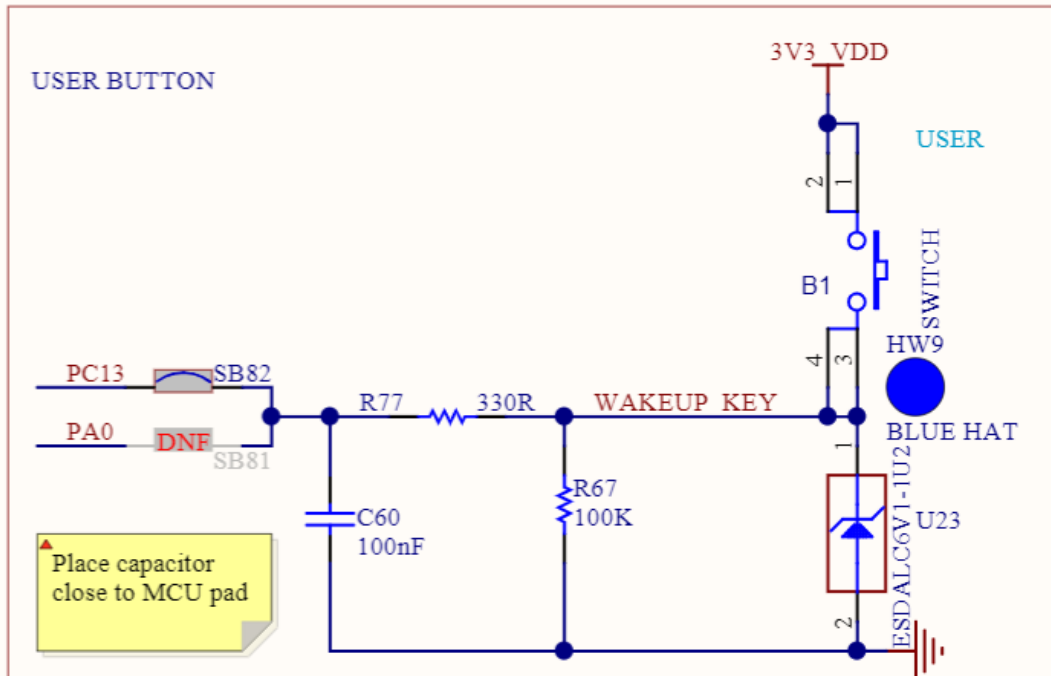 3V3_VDD
USER BUTTON
USER
2
1
SWITCH
B1
4
3
HW9
PC13
SB82
R77
330R
WAKEUP_KEY
PA0
DNF
SB81
BLUE HAT
1
R67
100K
C60
100nF
U23
ESDALC6V1-1U2
Place capacitor
close to MCU pad
2